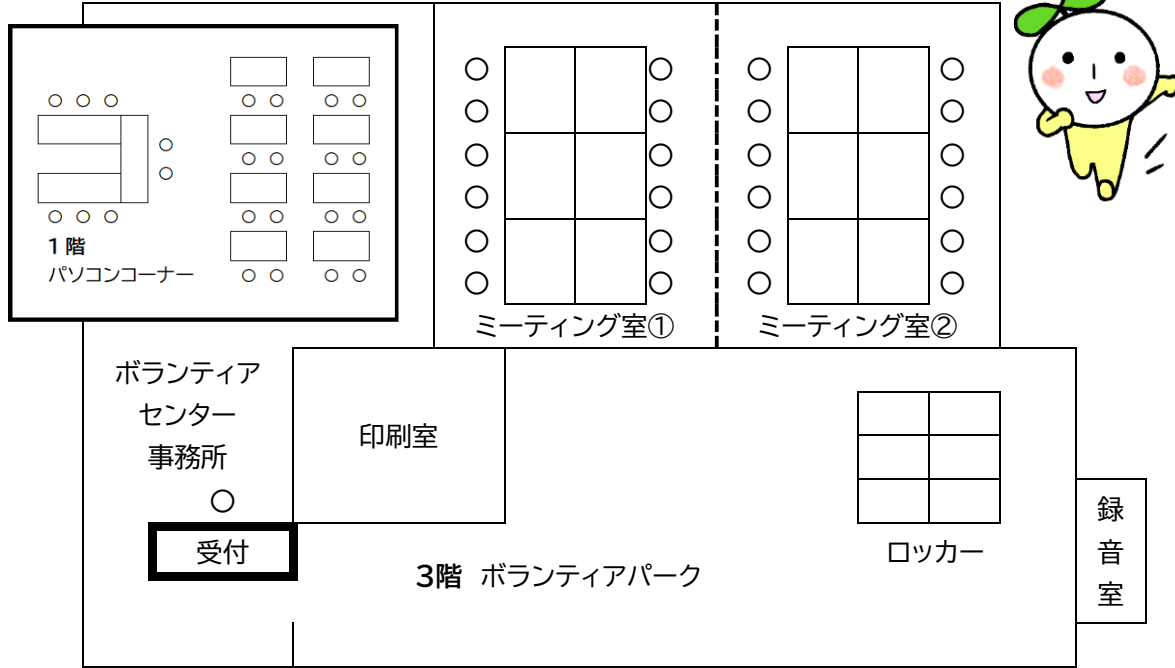 1階
パソコンコーナー
ミーティング室①
ミーティング室②
ボランティア
センター
事務所
印刷室
受付
3階 ボランティアパーク
ロッカー
録
音
室